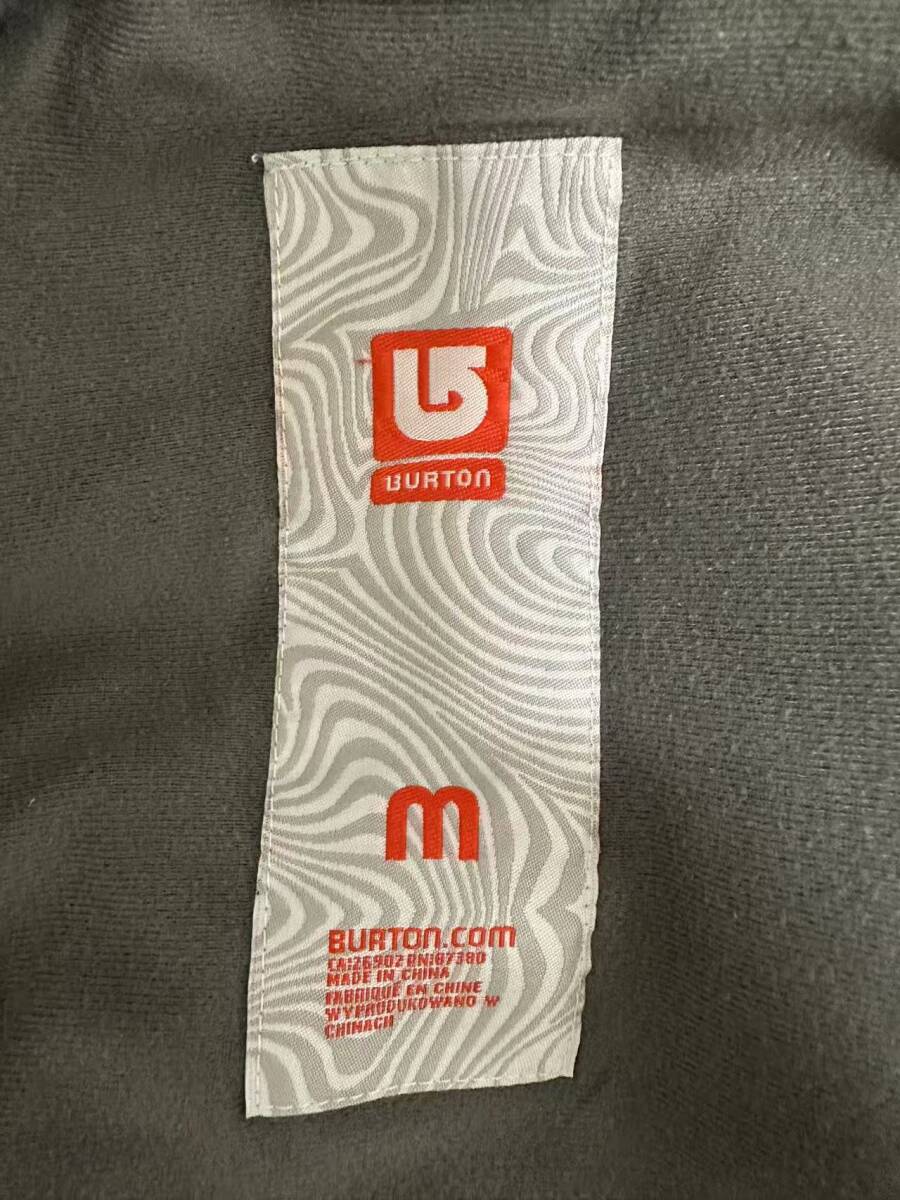 BURTON
m
BURTON.COM
CA:26902 RN:87380
MADE IN CHINA
FABRIQUÉ EN CHINE
WYPRODUKOWANO W
CHINACH